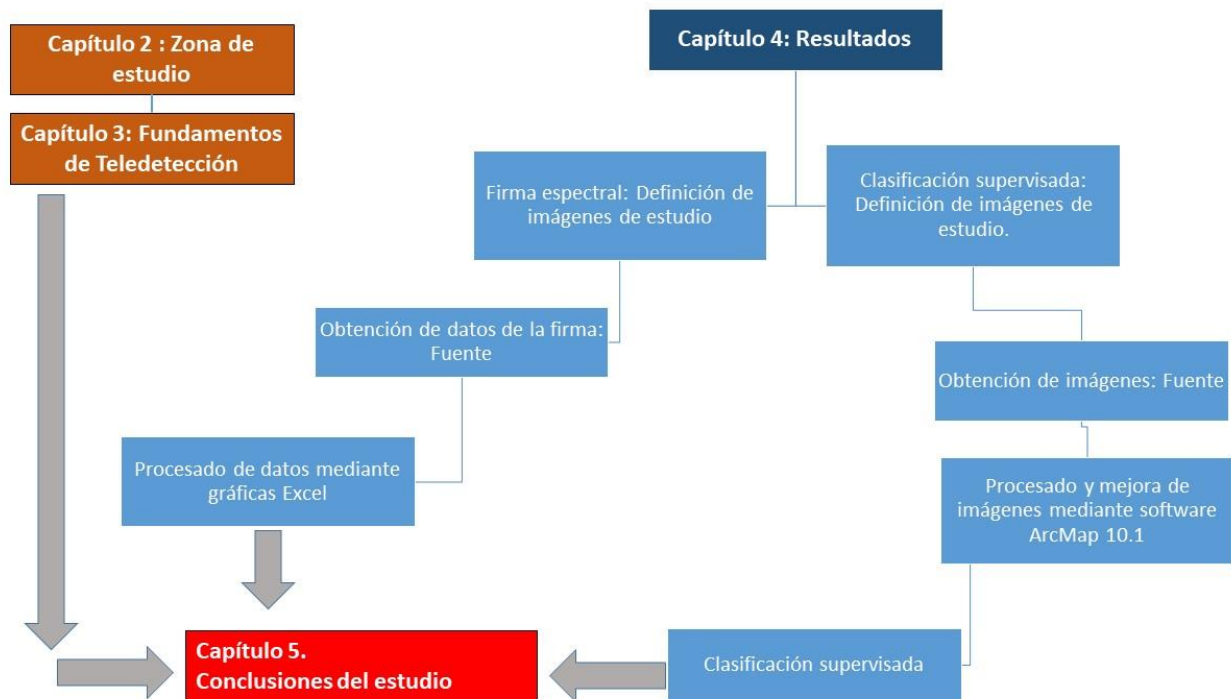 Capítulo 2 : Zona de
estudio
Capítulo 3: Fundamentos
de Teledetección
Capítulo 4: Resultados
Firma espectral: Definición de
imágenes de estudio
Clasificación supervisada:
Definición de imágenes de
estudio.
Obtención de datos de la firma:
Fuente
Obtención de imágenes: Fuente
Procesado de datos mediante
gráficas Excel
Procesado y mejora de
imágenes mediante software
ArcMap 10.1
Clasificación supervisada
Capítulo 5.
Conclusiones del estudio